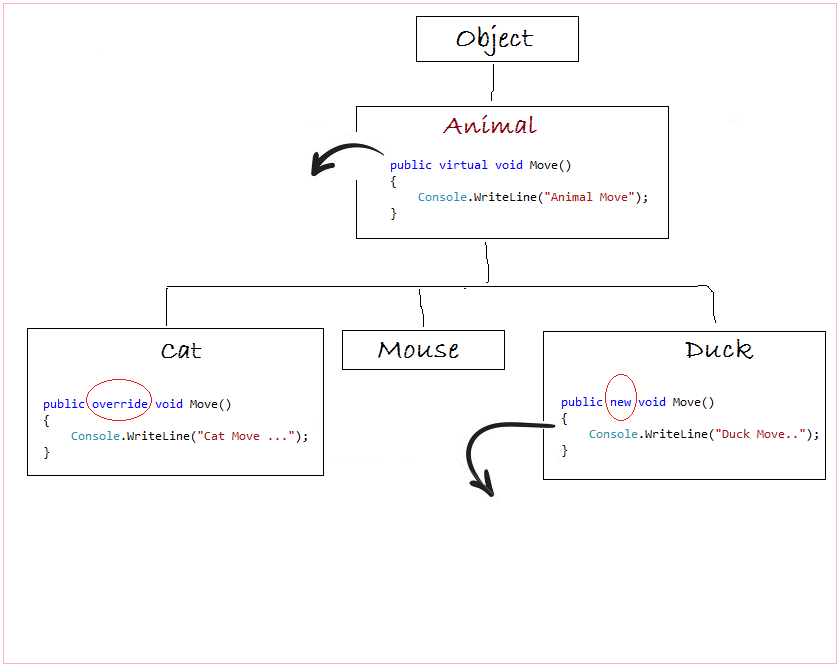 Object
Animal
public virtual void Move()
{
Console.WriteLine("Animal Move");
}
Cat
public override void Move()
{
Console.WriteLine("Cat Move ...");
}
Mouse
Duck
public new void Move()
{
Console.WriteLine("Duck Move..");
}